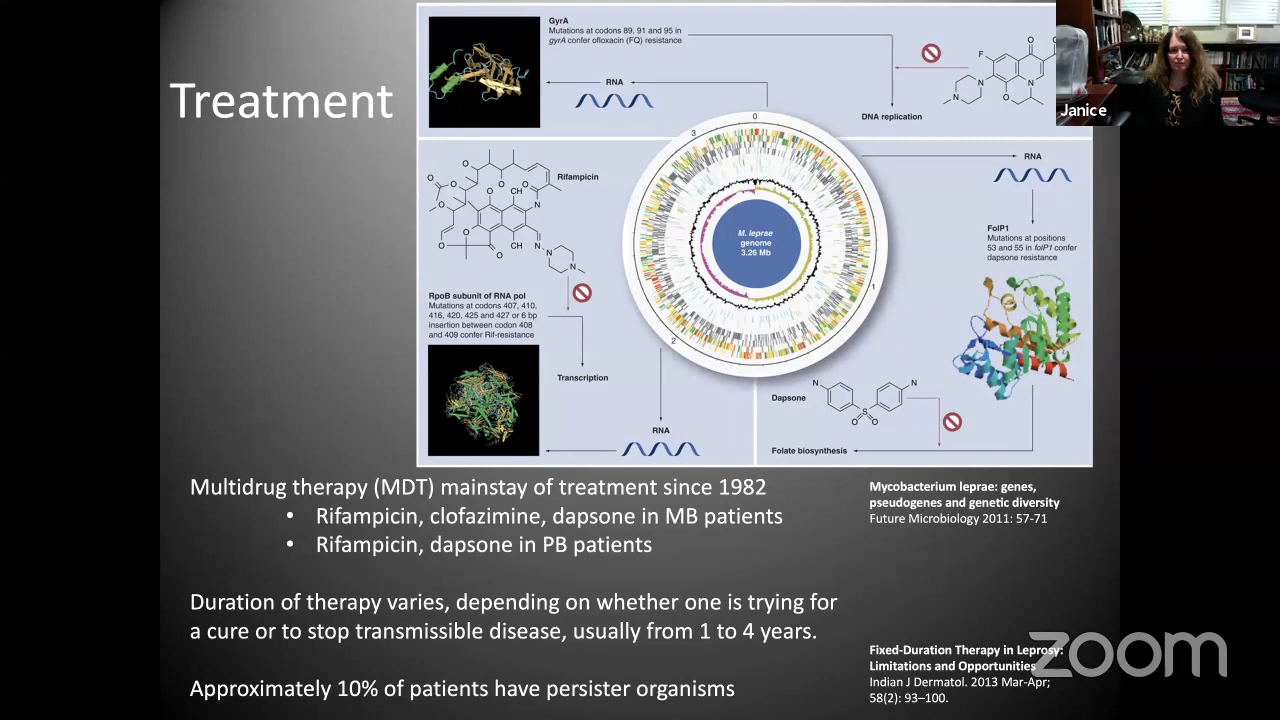 Treatment
GyrA
Mutations at codons 89, 91 and 95 in
gyrA confer ofloxacin (FQ) resistance
RNA
DNA replication
F
O
O
N
N
N
O
Janice
0
3
1
2
M. leprae
genome
3.26 Mb
RNA
FolP1
Mutations at positions
53 and 55 in folP1 confer
dapsone resistance
Rifampicin
O
O
O
O
O
O
OH
O
OH
O
O
N
N
N
N
RpoB subunit of RNA pol
Mutations at codons 407, 410,
416, 420, 425 and 427 or 6 bp
insertion between codon 408
and 409 confer Rif-resistance
Transcription
RNA
Dapsone
N
N
S
O
O
Folate biosynthesis
Multidrug therapy (MDT) mainstay of treatment since 1982
• Rifampicin, clofazimine, dapsone in MB patients
• Rifampicin, dapsone in PB patients
Duration of therapy varies, depending on whether one is trying for
a cure or to stop transmissible disease, usually from 1 to 4 years.
Approximately 10% of patients have persister organisms
Mycobacterium leprae: genes,
pseudogenes and genetic diversity
Future Microbiology 2011: 57-71
Fixed-Duration Therapy in Leprosy:
Limitations and Opportunities
Indian J Dermatol. 2013 Mar-Apr;
58(2): 93–100.
zoom